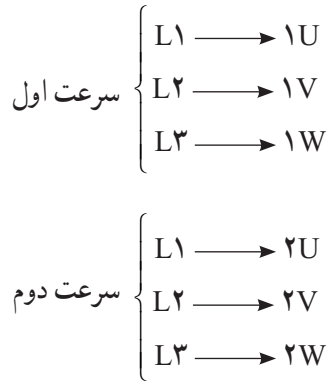 L۱ ⟶ ۱U
سرعت اول L۲ ⟶ ۱V
L۳ ⟶ ۱W
L۱ ⟶ ۲U
سرعت دوم L۲ ⟶ ۲V
L۳ ⟶ ۲W